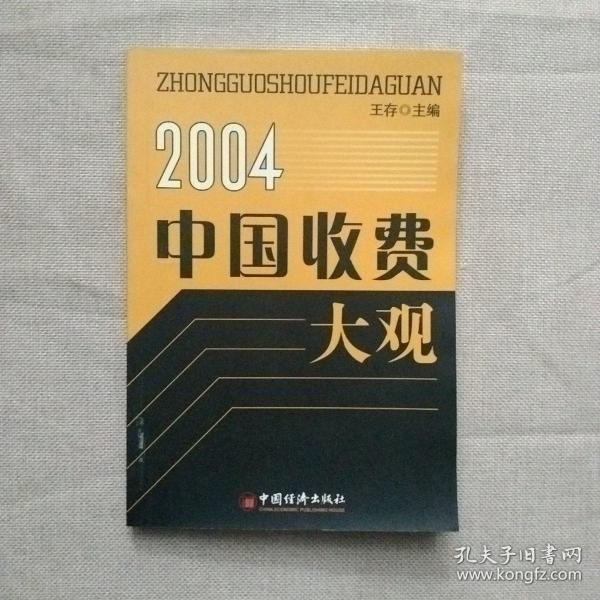 ZHONGGUOSHOUFEIDAGUAN
王存◎主编
2004
中国收费
大观
中国经济出版社
CHINA ECONOMIC PUBLISHING HOUSE
孔夫子旧书网
www.kongfz.com